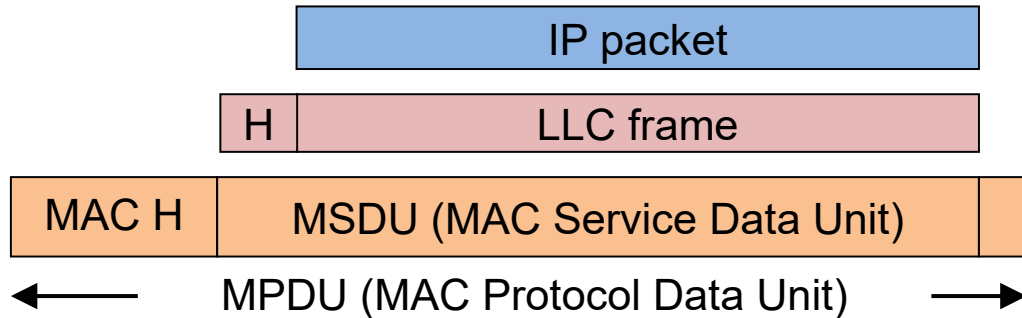 IP packet
H LLC frame
MAC H MSDU (MAC Service Data Unit)
MPDU (MAC Protocol Data Unit)